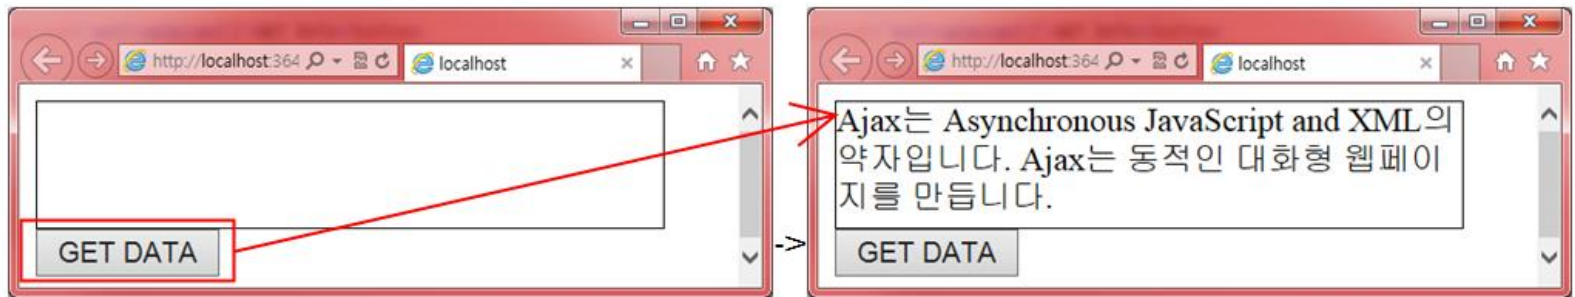 http://localhost:364
localhost
GET DATA
->
http://localhost:364
localhost
Ajax는 Asynchronous JavaScript and XML의
약자입니다. Ajax는 동적인 대화형 웹페이
지를 만듭니다.
GET DATA